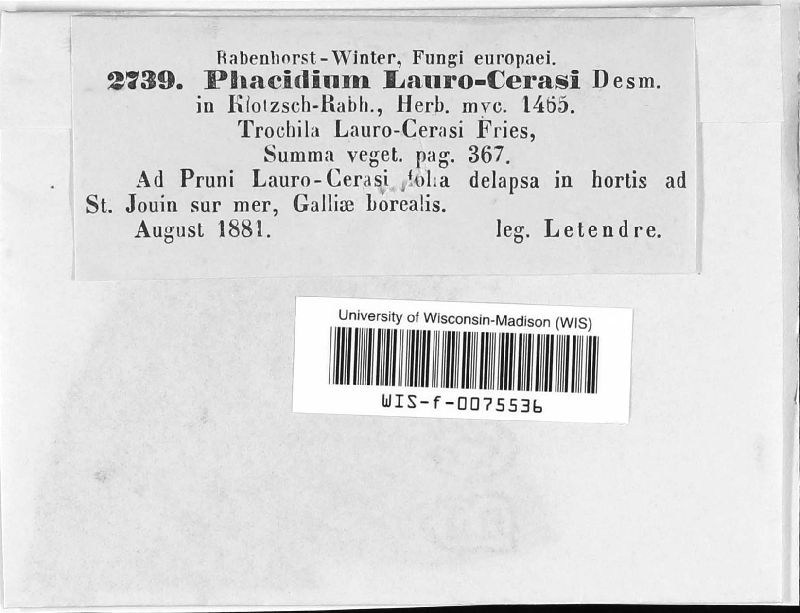 Rabenhorst-Winter, Fungi europaei.
2739. Phacidium Lauro-Cerasi Desm.
in Klotzsch-Rabh., Herb. myc. 1465.
Trochila Lauro-Cerasi Fries,
Summa veget. pag. 367.
Ad Pruni Lauro-Cerasi folia delapsa in hortis ad
St. Jouin sur mer, Galliæ borealis.
August 1881. leg. Letendre.
University of Wisconsin-Madison (WIS)
WIS-f-0075536